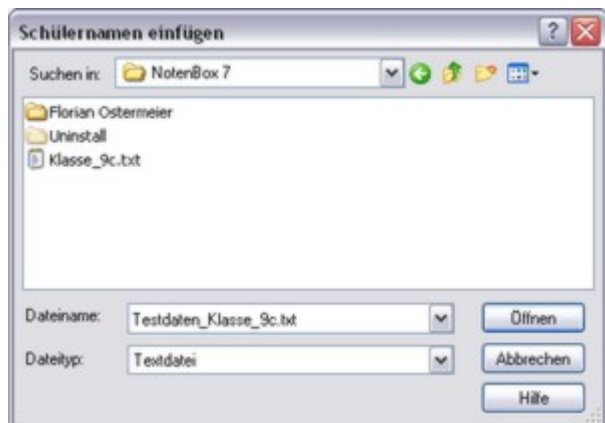 Schülernamen einfügen
Suchen in: NotenBox 7
Florian Ostermeier
Uninstall
Klasse_9c.txt
Dateiname: Testdaten_Klasse_9c.txt Öffnen
Dateityp: Textdatei Abbrechen
Hilfe